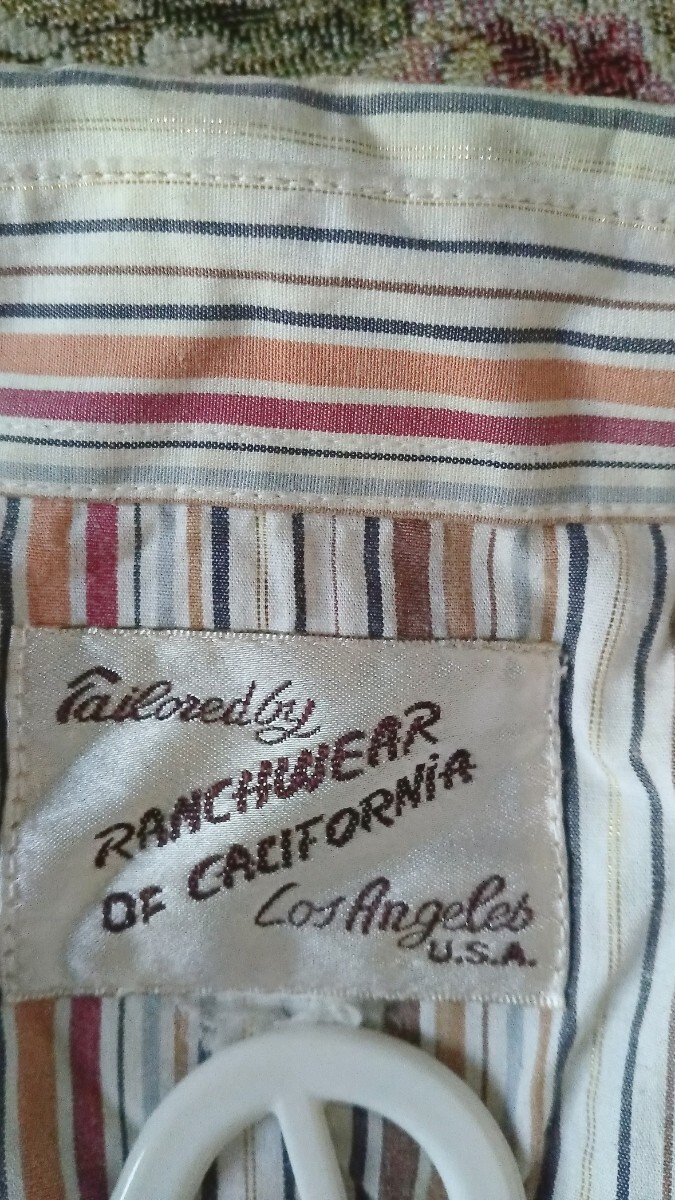 Tailored by
RANCHWEAR
OF CALIFORNiA
Los Angeles
U.S.A.